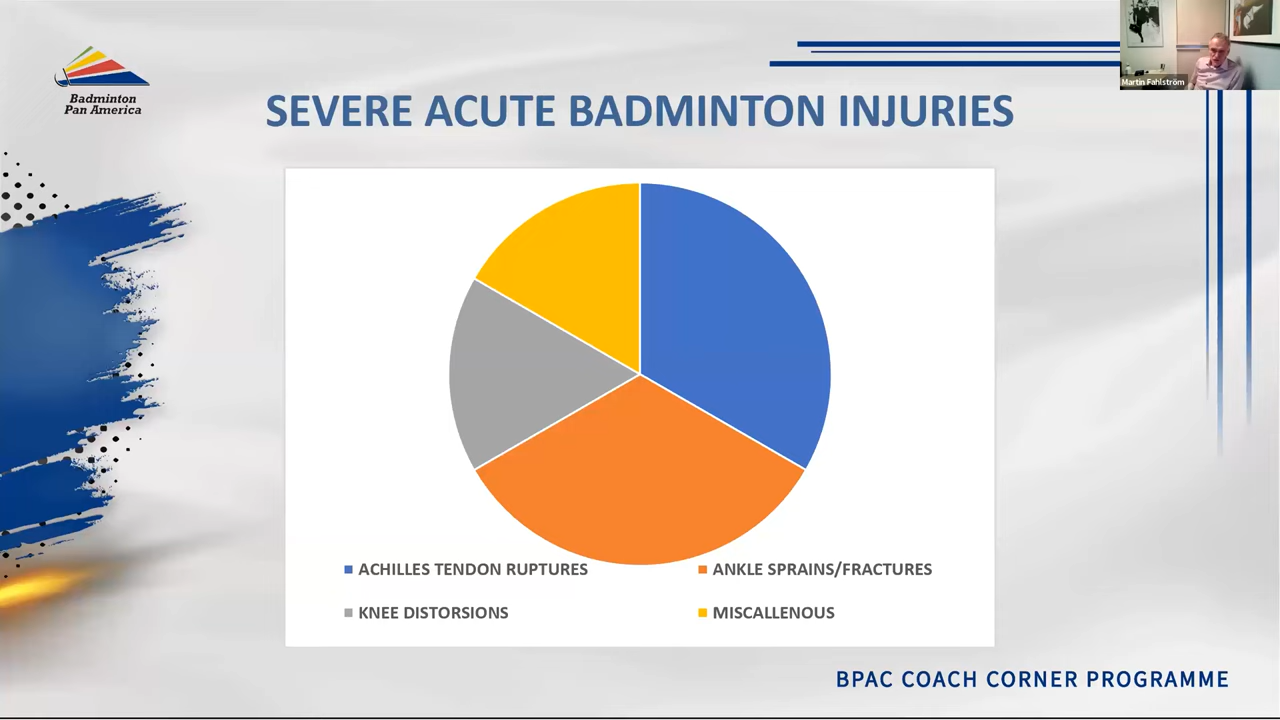 Badminton
Pan America
Martin Fahlström
SEVERE ACUTE BADMINTON INJURIES
ACHILLES TENDON RUPTURES
ANKLE SPRAINS/FRACTURES
KNEE DISTORSIONS
MISCALLENOUS
BPAC COACH CORNER PROGRAMME